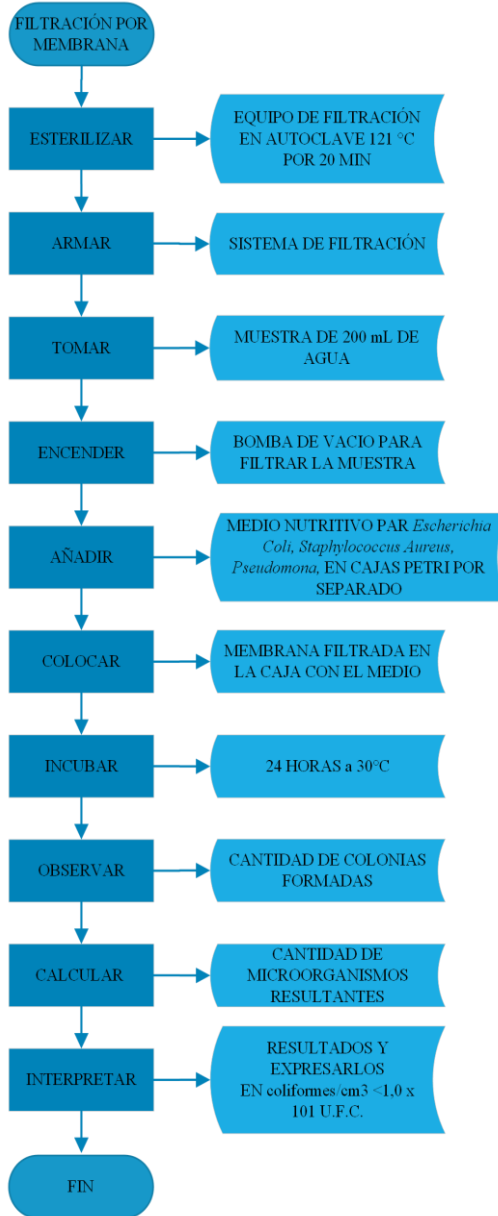 FILTRACIÓN POR
MEMBRANA
ESTERILIZAR
EQUIPO DE FILTRACIÓN
EN AUTOCLAVE 121 °C
POR 20 MIN
ARMAR
SISTEMA DE FILTRACIÓN
TOMAR
MUESTRA DE 200 mL DE
AGUA
ENCENDER
BOMBA DE VACIO PARA
FILTRAR LA MUESTRA
AÑADIR
MEDIO NUTRITIVO PAR Escherichia
Coli, Staphylococcus Aureus,
Pseudomona, EN CAJAS PETRI POR
SEPARADO
COLOCAR
MEMBRANA FILTRADA EN
LA CAJA CON EL MEDIO
INCUBAR
24 HORAS a 30°C
OBSERVAR
CANTIDAD DE COLONIAS
FORMADAS
CALCULAR
CANTIDAD DE
MICROORGANISMOS
RESULTANTES
INTERPRETAR
RESULTADOS Y
EXPRESARLOS
EN coliformes/cm3 <1,0 x
101 U.F.C.
FIN